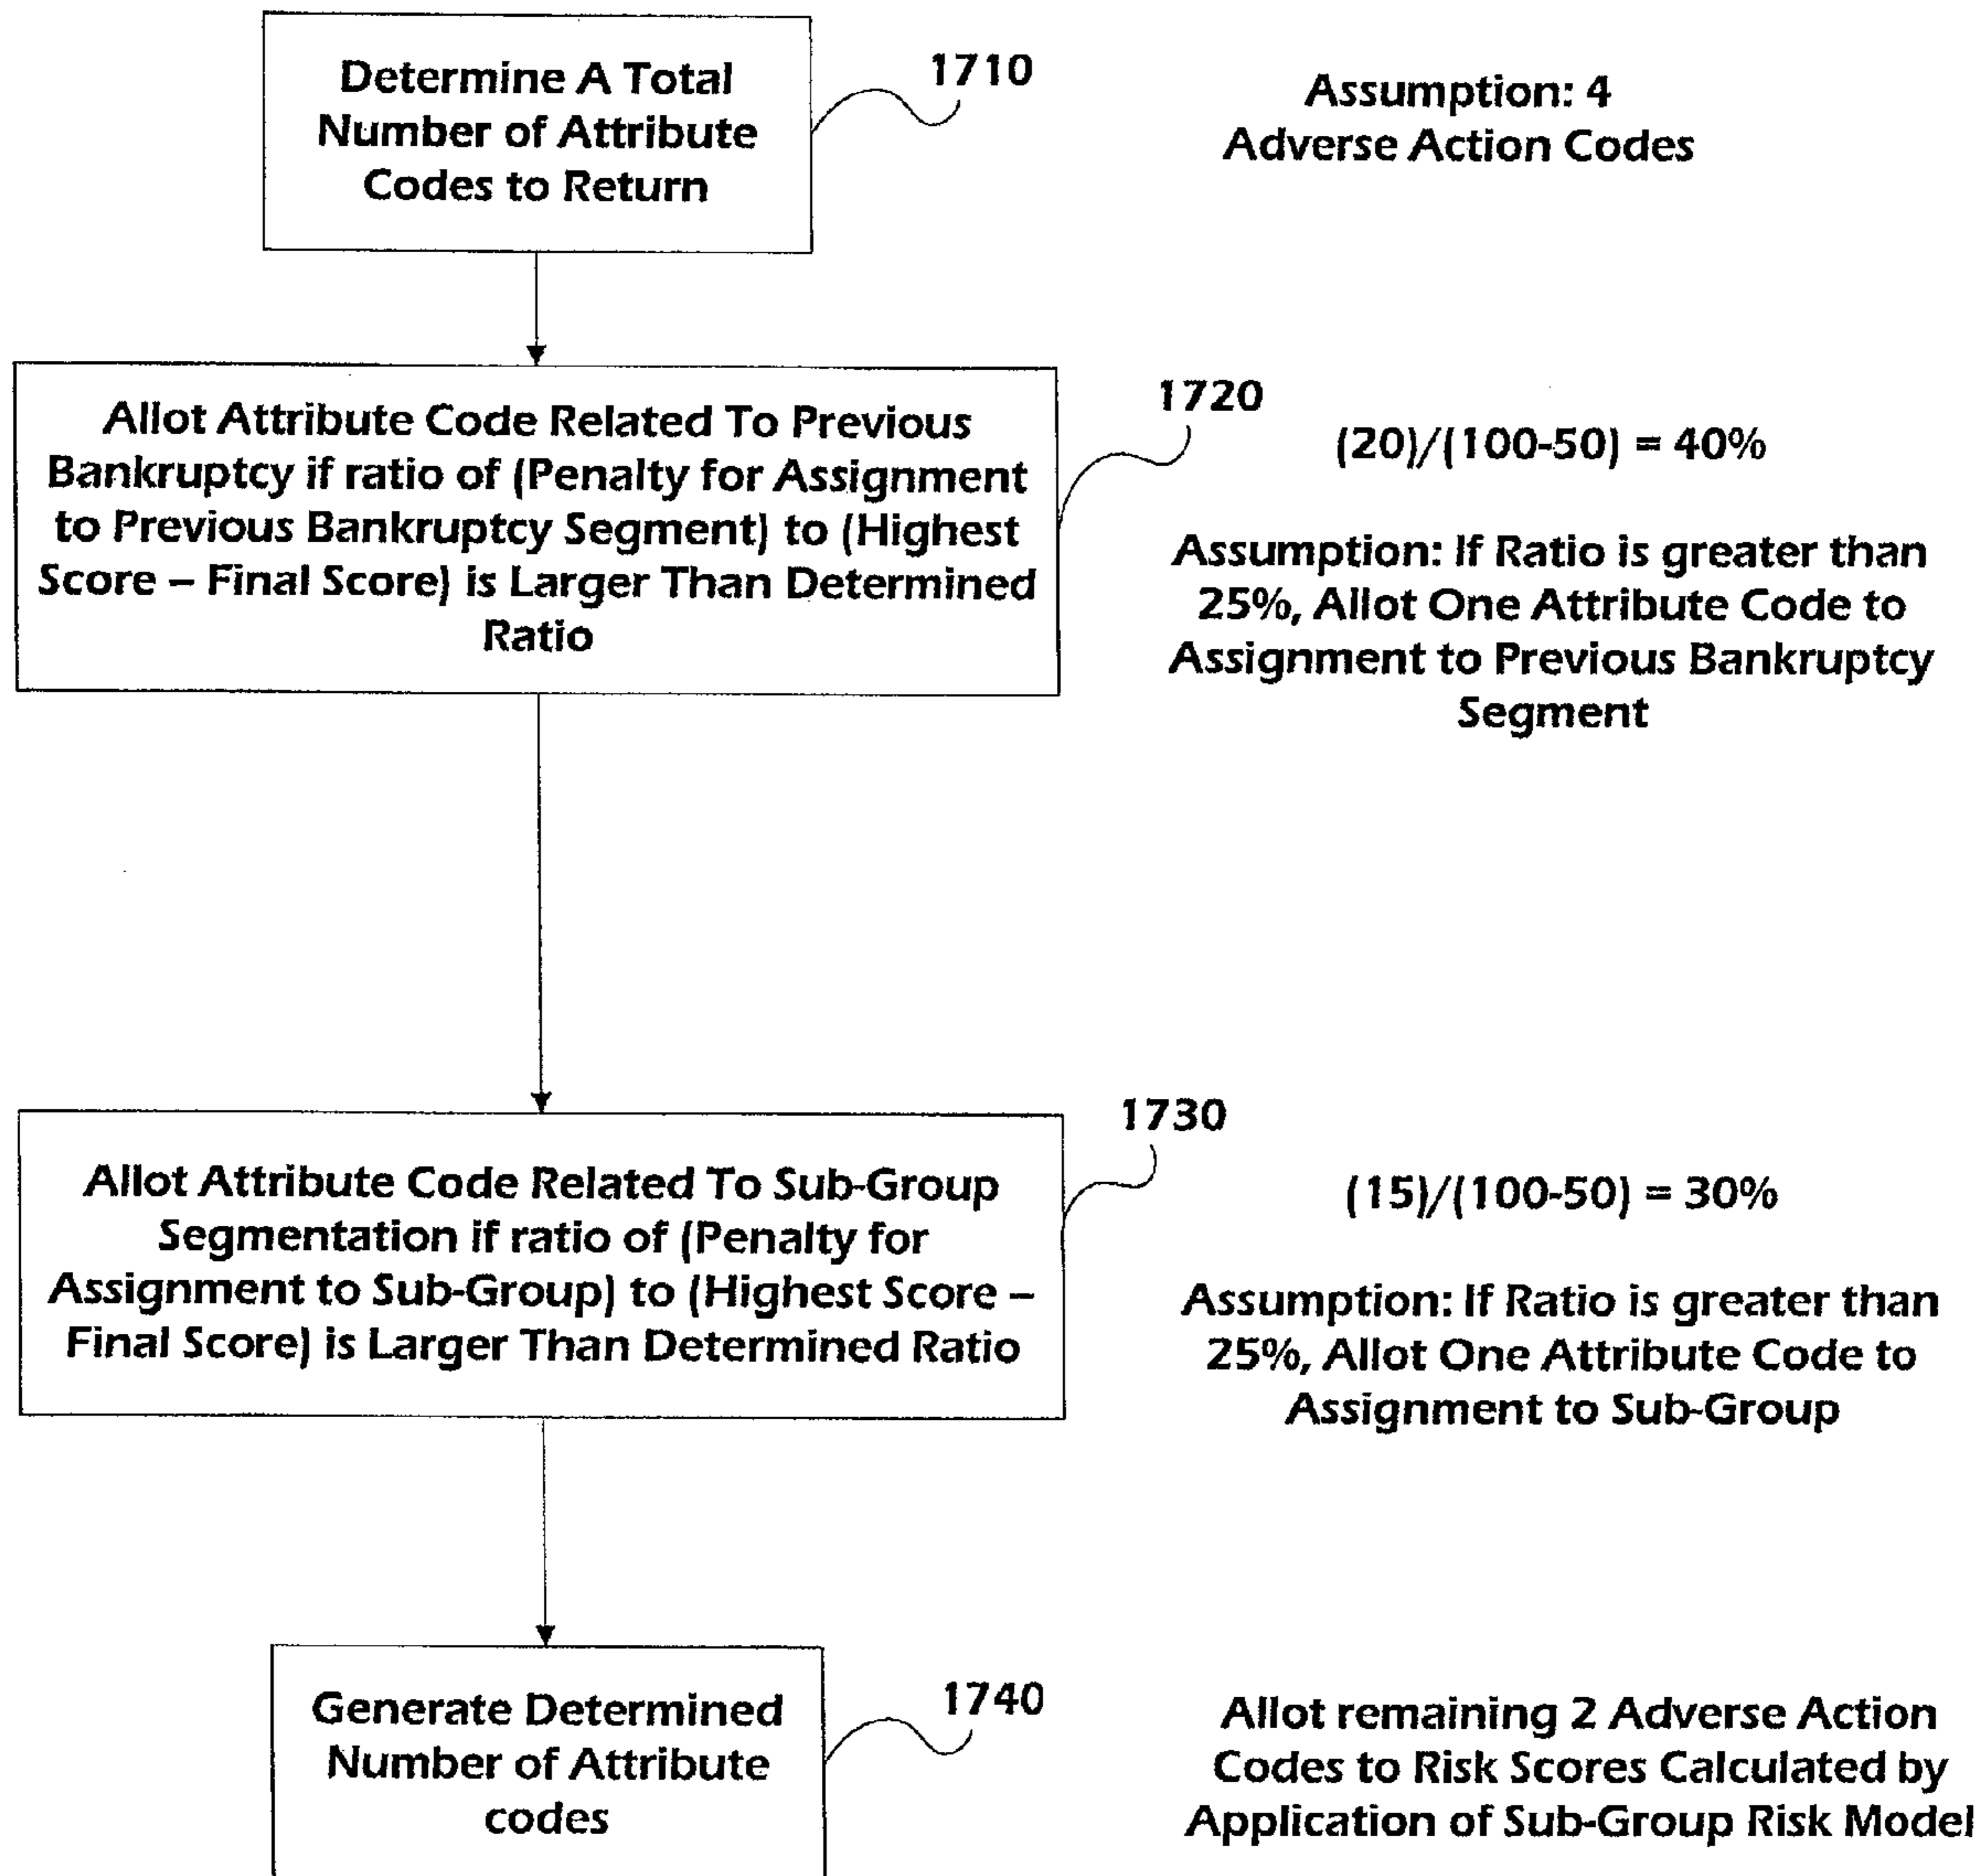 Determine A Total
Number of Attribute
Codes to Return
1710
Assumption: 4
Adverse Action Codes
Allot Attribute Code Related To Previous
Bankruptcy if ratio of (Penalty for Assignment
to Previous Bankruptcy Segment) to (Highest
Score – Final Score) is Larger Than Determined
Ratio
1720
(20)/(100-50) = 40%
Assumption: If Ratio is greater than
25%, Allot One Attribute Code to
Assignment to Previous Bankruptcy
Segment
Allot Attribute Code Related To Sub-Group
Segmentation if ratio of (Penalty for
Assignment to Sub-Group) to (Highest Score –
Final Score) is Larger Than Determined Ratio
1730
(15)/(100-50) = 30%
Assumption: If Ratio is greater than
25%, Allot One Attribute Code to
Assignment to Sub-Group
Generate Determined
Number of Attribute
codes
1740
Allot remaining 2 Adverse Action
Codes to Risk Scores Calculated by
Application of Sub-Group Risk Model